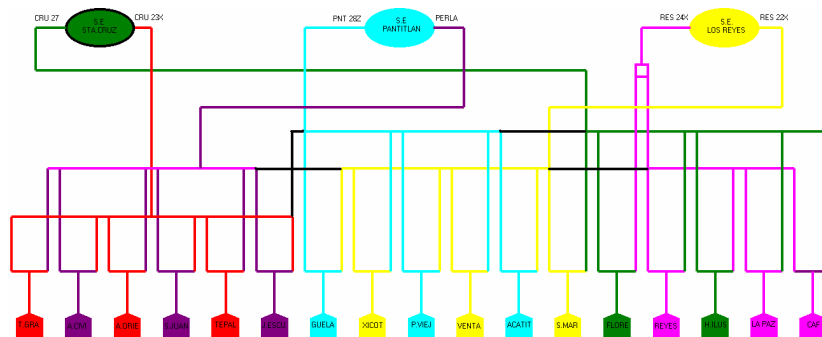 CRU 27
S.E
STA.CRUZ
CRU 23X
PNT 28Z
S.E
PANTITLAN
PERLA
RES 24X
S.E.
LOS REYES
RES 22X
T.GRA
A.CIVI
A.ORIE
S.JUAN
TEPAL
J.ESCU
GUELA
XICOT
P.VIEJ
VENTA
ACATIT
S.MAR
FLORE
REYES
H.ILUS
LA PAZ
CAF